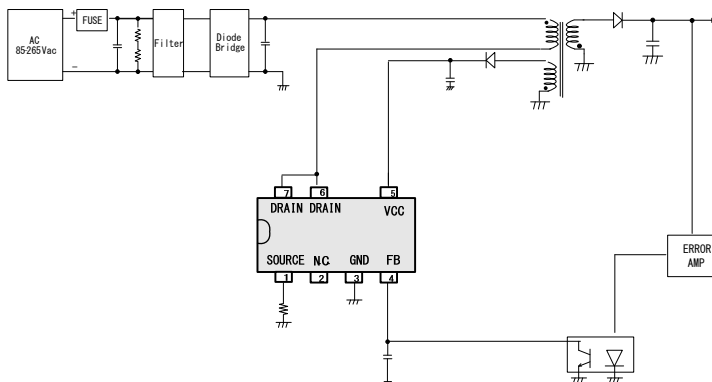 AC
85-265Vac
+
-
FUSE
Filter
Diode
Bridge
7
6
5
DRAIN
DRAIN
VCC
SOURCE
N.C.
GND
FB
1
2
3
4
ERROR
AMP